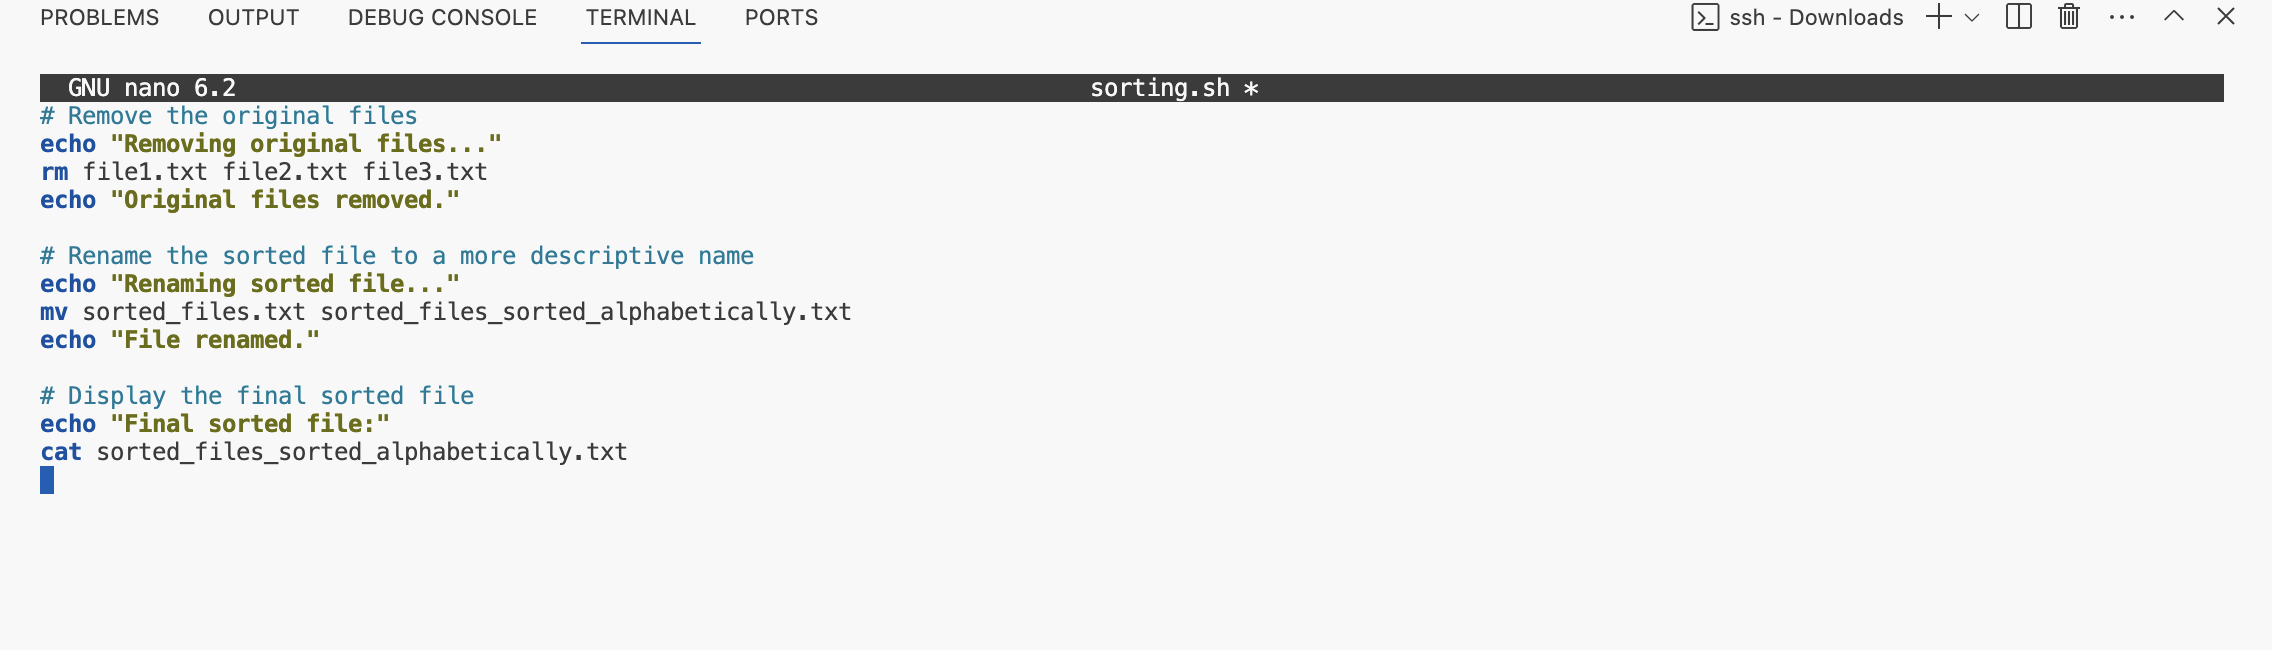 PROBLEMS OUTPUT DEBUG CONSOLE TERMINAL PORTS ssh - Downloads
GNU nano 6.2 sorting.sh *
# Remove the original files
echo "Removing original files..."
rm file1.txt file2.txt file3.txt
echo "Original files removed."
# Rename the sorted file to a more descriptive name
echo "Renaming sorted file..."
mv sorted_files.txt sorted_files_sorted_alphabetically.txt
echo "File renamed."
# Display the final sorted file
echo "Final sorted file:"
cat sorted_files_sorted_alphabetically.txt